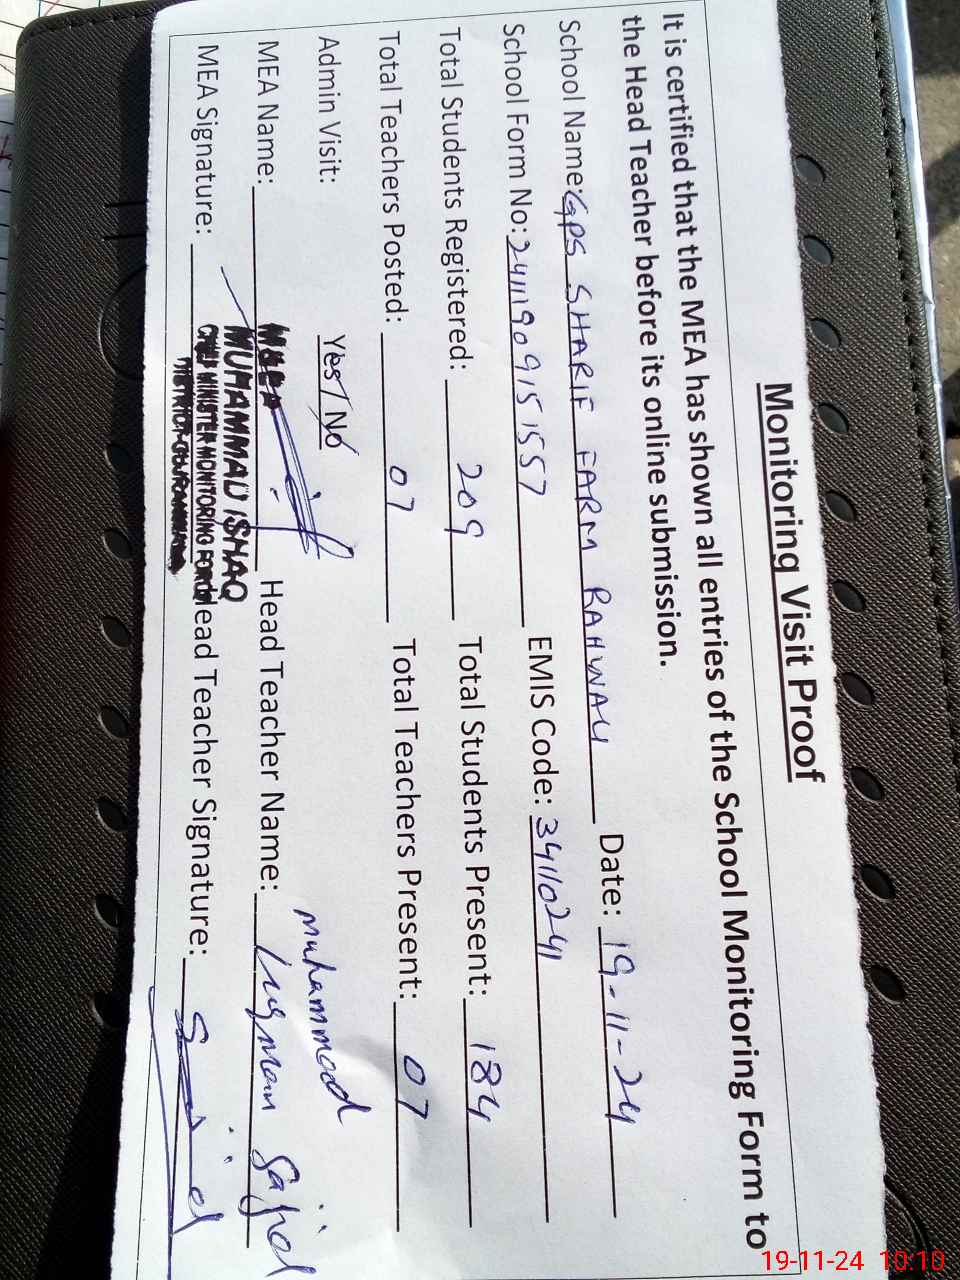 Monitoring Visit Proof
It is certified that the MEA has shown all entries of the School Monitoring Form to
the Head Teacher before its online submission.
School Name: GPS SHARIF FARM RAHWALI Date: 19-11-24
School Form No: 241119091S1557 EMIS Code: 34110241
Total Students Registered: 209 Total Students Present: 184
Total Teachers Posted: 07 Total Teachers Present: 07
Admin Visit: Yes / No
MEA Name: Head Teacher Name: Muhammad Luqman Sajid
MUHAMMAD ISHAQ
MEA Signature: CHIEF MINISTER MONITORING FORCE Head Teacher Signature:
19-11-24 10:10